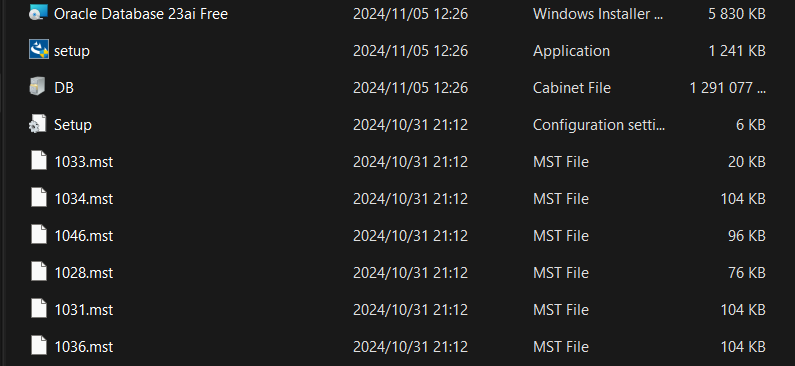 Oracle Database 23ai Free 2024/11/05 12:26 Windows Installer ... 5 830 KB
setup 2024/11/05 12:26 Application 1 241 KB
DB 2024/11/05 12:26 Cabinet File 1 291 077 ...
Setup 2024/10/31 21:12 Configuration setti... 6 KB
1033.mst 2024/10/31 21:12 MST File 20 KB
1034.mst 2024/10/31 21:12 MST File 104 KB
1046.mst 2024/10/31 21:12 MST File 96 KB
1028.mst 2024/10/31 21:12 MST File 76 KB
1031.mst 2024/10/31 21:12 MST File 104 KB
1036.mst 2024/10/31 21:12 MST File 104 KB